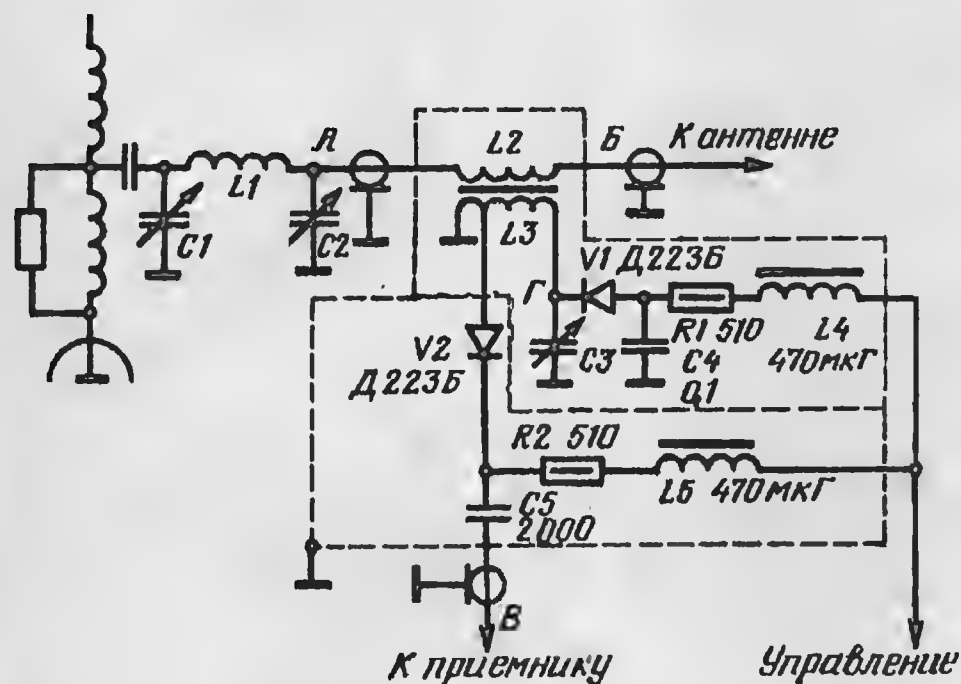 А
Б
К антенне
L2
L1
L3
C1
C2
Г
V1 Д223Б
V2
Д223Б
C3
R1 510
C4
0,1
L4
470мкГ
R2 510
L5 470мкГ
C5
2000
В
К приемнику
Управление